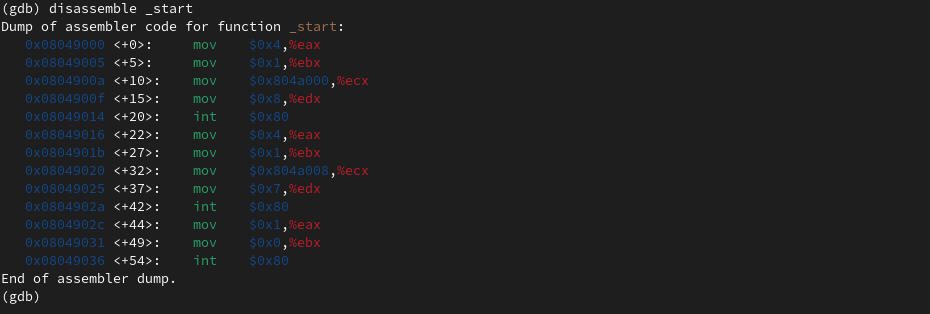 (gdb) disassemble _start
Dump of assembler code for function _start:
   0x08049000 <+0>:     mov    $0x4,%eax
   0x08049005 <+5>:     mov    $0x1,%ebx
   0x0804900a <+10>:    mov    $0x804a000,%ecx
   0x0804900f <+15>:    mov    $0x8,%edx
   0x08049014 <+20>:    int    $0x80
   0x08049016 <+22>:    mov    $0x4,%eax
   0x0804901b <+27>:    mov    $0x1,%ebx
   0x08049020 <+32>:    mov    $0x804a008,%ecx
   0x08049025 <+37>:    mov    $0x7,%edx
   0x0804902a <+42>:    int    $0x80
   0x0804902c <+44>:    mov    $0x1,%eax
   0x08049031 <+49>:    mov    $0x0,%ebx
   0x08049036 <+54>:    int    $0x80
End of assembler dump.
(gdb)